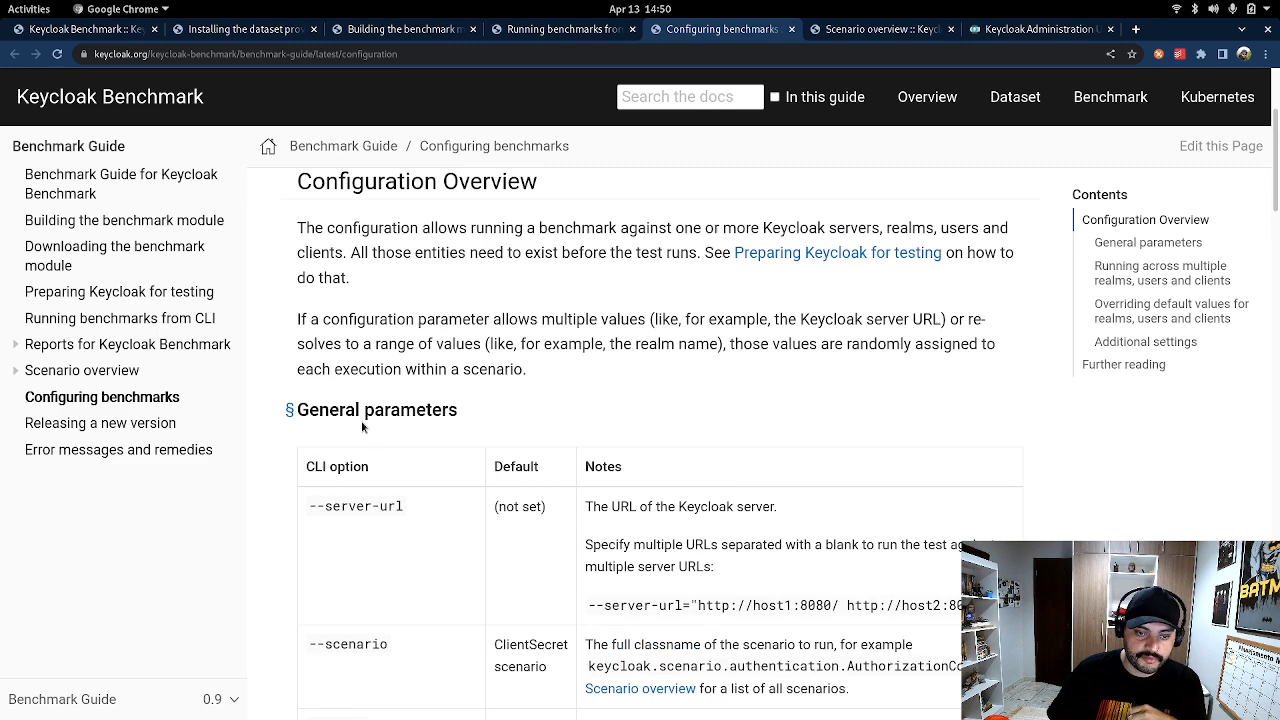 Activities
Google Chrome
Apr 13 14:50
Keycloak Benchmark :: Ke
Installing the dataset prov
Building the benchmark m
Running benchmarks from
Configuring benchmarks
Scenario overview :: Keycl
Keycloak Administration U
keycloak.org/keycloak-benchmark/benchmark-guide/latest/configuration
Keycloak Benchmark
Search the docs
In this guide
Overview
Dataset
Benchmark
Kubernetes
Benchmark Guide
Benchmark Guide for Keycloak
Benchmark
Building the benchmark module
Downloading the benchmark
module
Preparing Keycloak for testing
Running benchmarks from CLI
Reports for Keycloak Benchmark
Scenario overview
Configuring benchmarks
Releasing a new version
Error messages and remedies
Benchmark Guide 0.9
Benchmark Guide / Configuring benchmarks
Edit this Page
Configuration Overview
The configuration allows running a benchmark against one or more Keycloak servers, realms, users and
clients. All those entities need to exist before the test runs. See Preparing Keycloak for testing on how to
do that.
If a configuration parameter allows multiple values (like, for example, the Keycloak server URL) or re-
solves to a range of values (like, for example, the realm name), those values are randomly assigned to
each execution within a scenario.
§ General parameters
CLI option Default Notes
--server-url (not set) The URL of the Keycloak server.
Specify multiple URLs separated with a blank to run the test
multiple server URLs:
--server-url="http://host1:8080/ http://host2:80
--scenario ClientSecret The full classname of the scenario to run, for example
scenario keycloak.scenario.authentication.AuthorizationCo
Scenario overview for a list of all scenarios.
Contents
Configuration Overview
General parameters
Running across multiple
realms, users and clients
Overriding default values for
realms, users and clients
Additional settings
Further reading
BATM